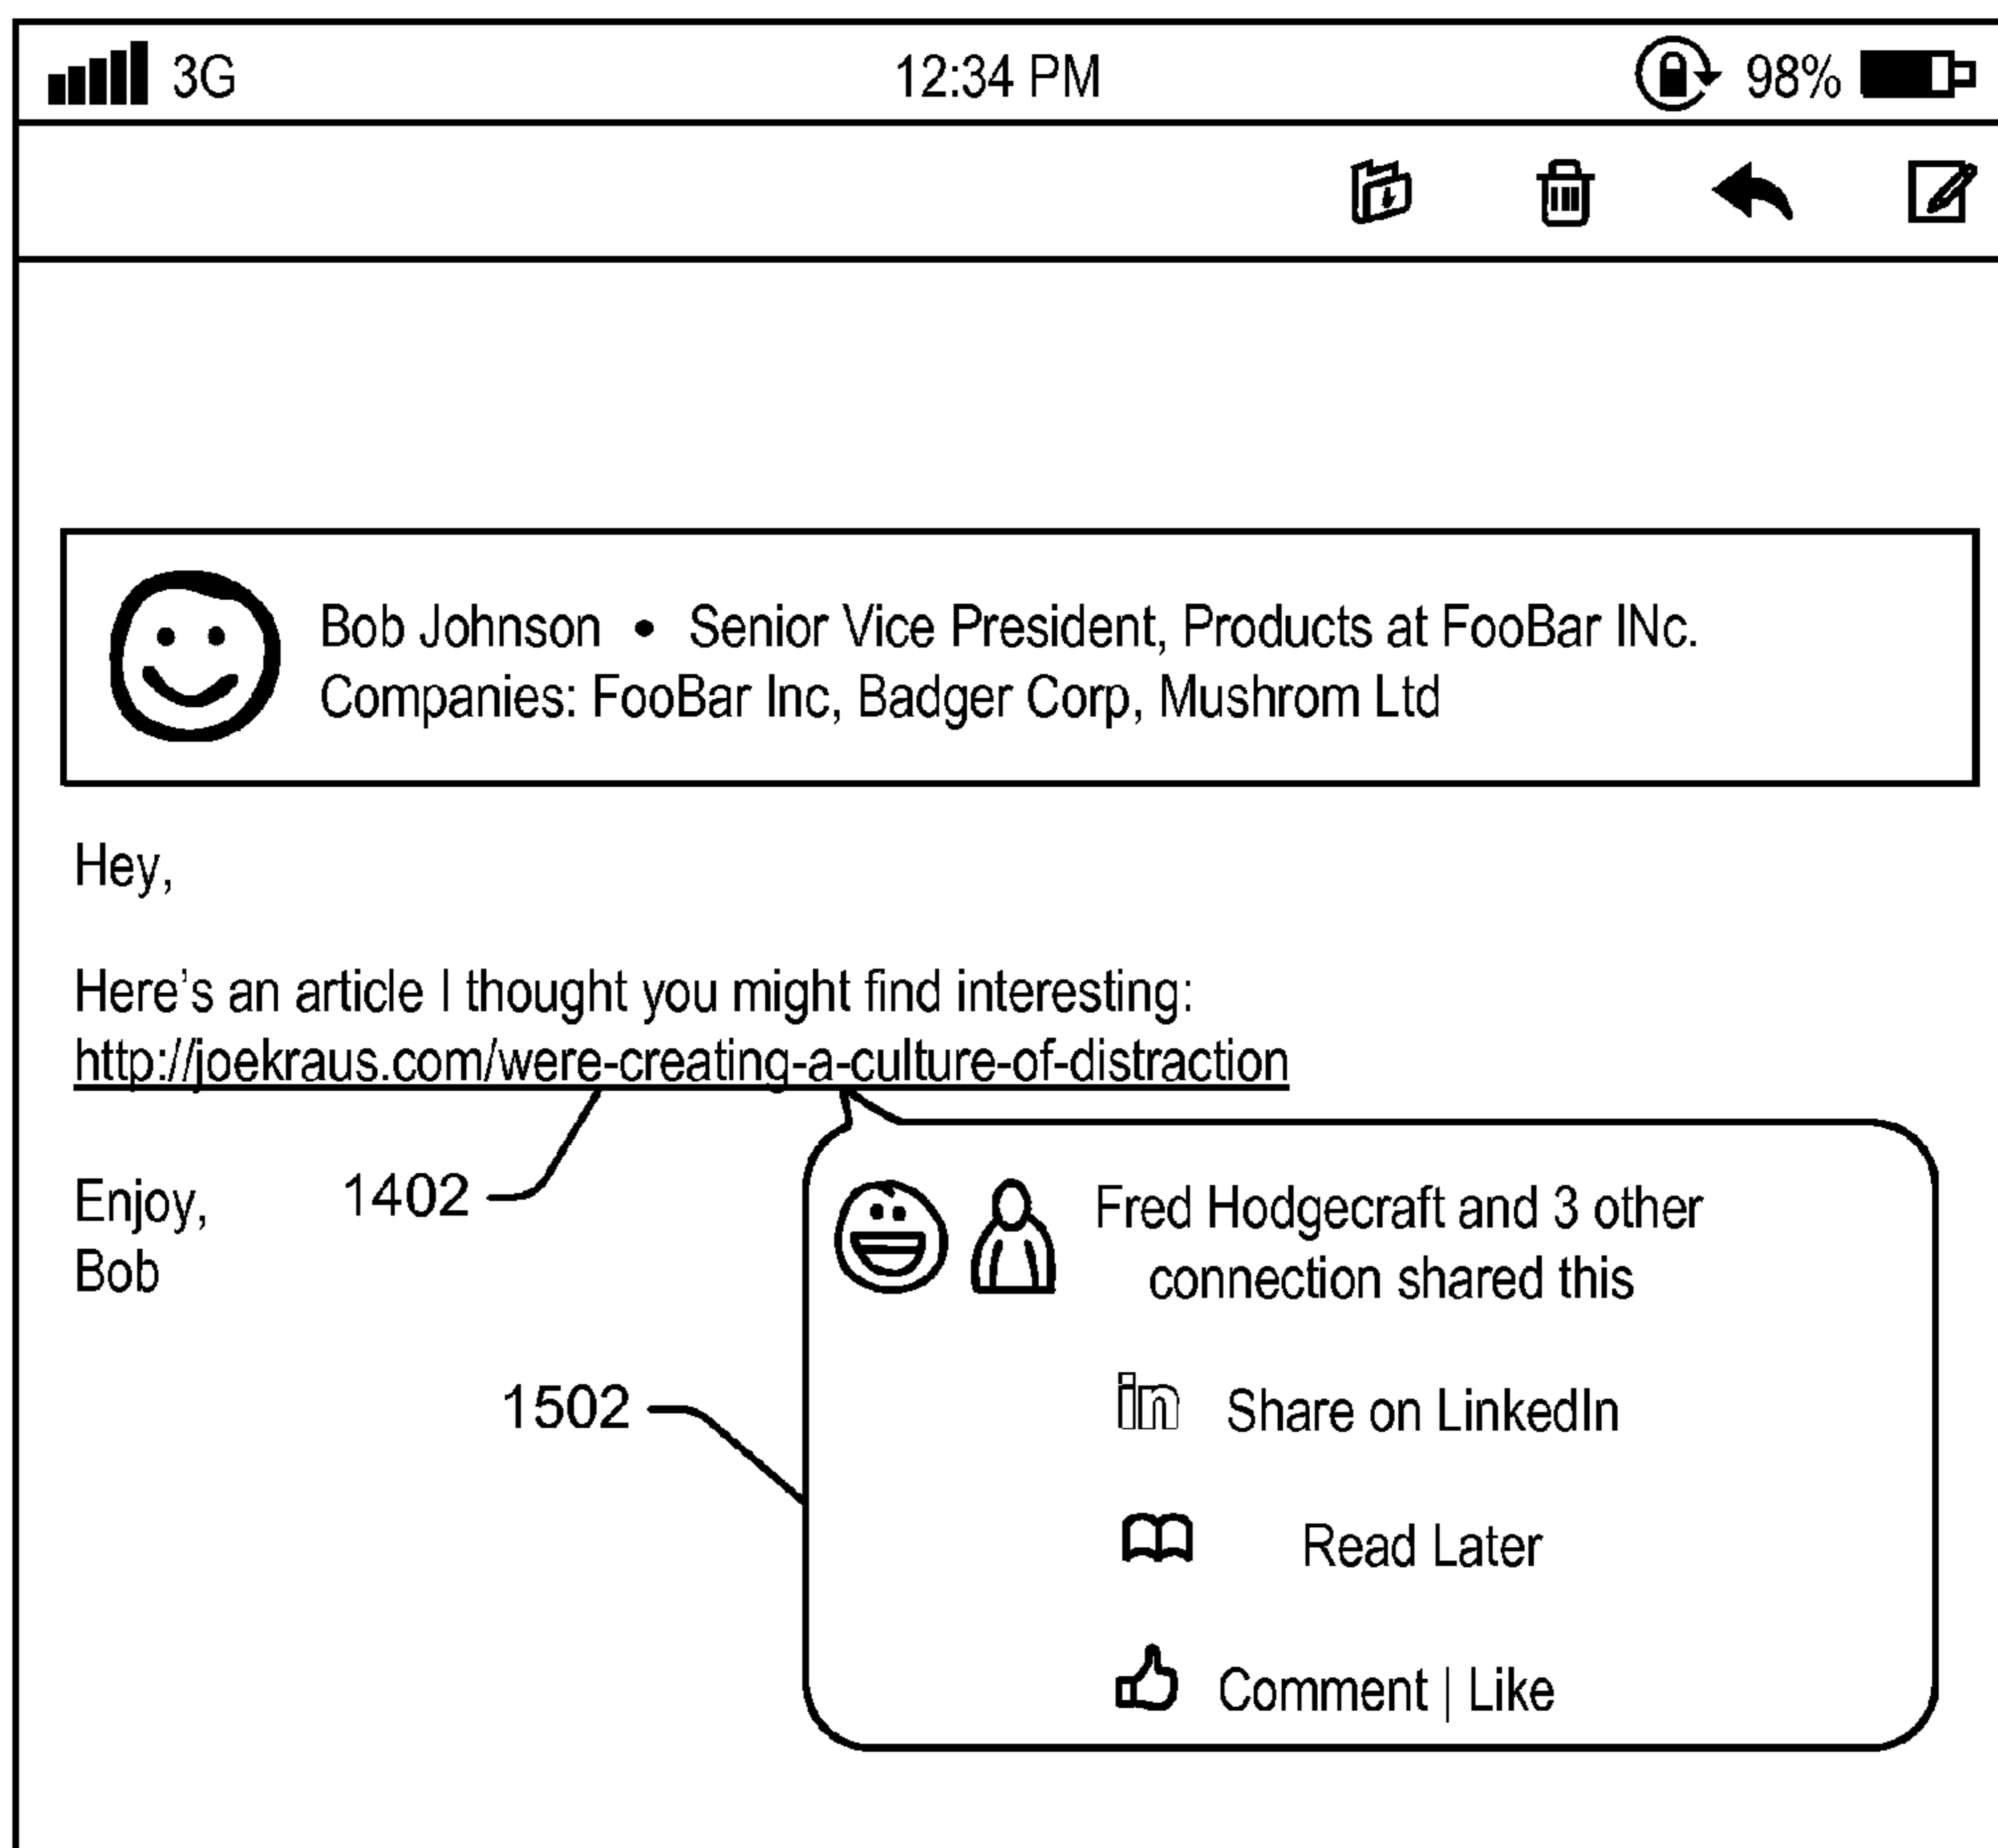 3G 12:34 PM 98%
Bob Johnson • Senior Vice President, Products at FooBar INc.
Companies: FooBar Inc, Badger Corp, Mushrom Ltd
Hey,
Here's an article I thought you might find interesting:
http://joekraus.com/were-creating-a-culture-of-distraction
Enjoy,
Bob
1402
1502
Fred Hodgecraft and 3 other
connection shared this
in Share on LinkedIn
Read Later
Comment | Like